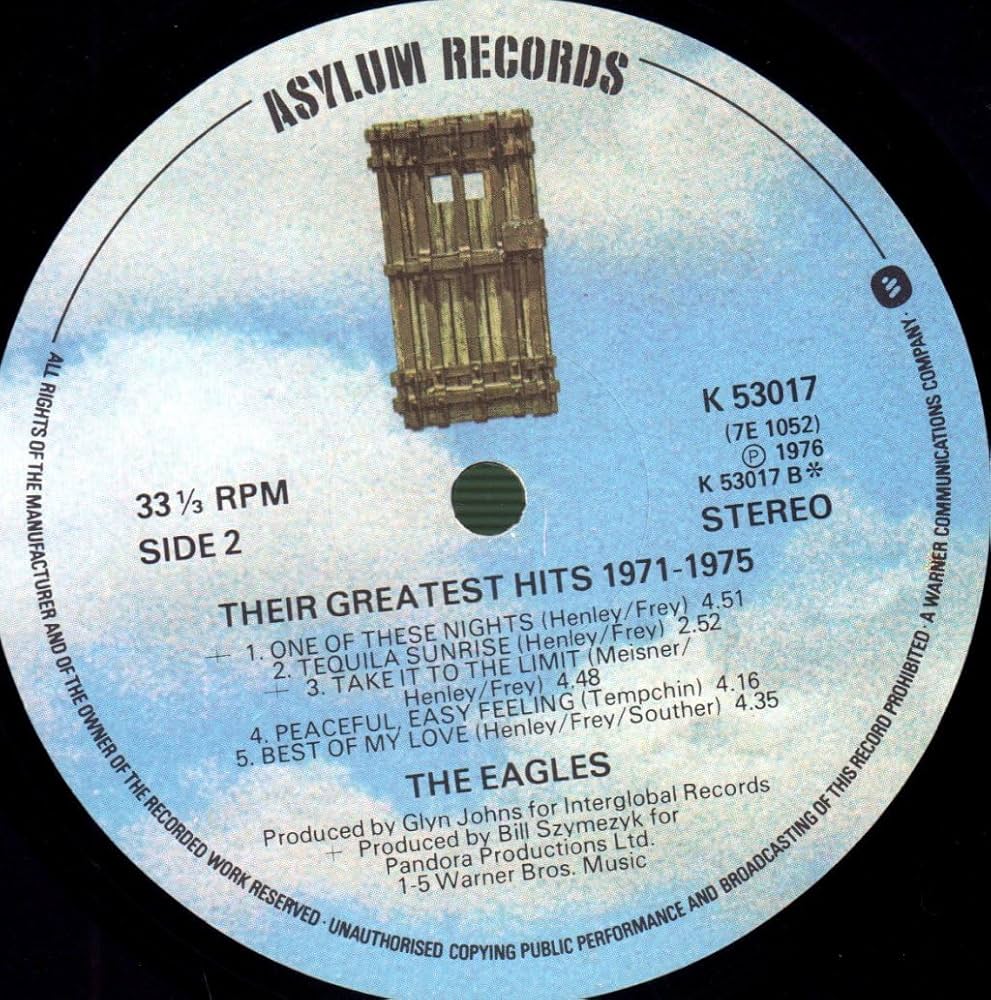 ASYLUM RECORDS
K 53017
(7E 1052)
Ⓟ 1976
K 53017 B*
STEREO
33 ⅓ RPM
SIDE 2
THEIR GREATEST HITS 1971-1975
+ 1. ONE OF THESE NIGHTS (Henley/Frey) 4.51
2. TEQUILA SUNRISE (Henley/Frey) 2.52
+ 3. TAKE IT TO THE LIMIT (Meisner/
Henley/Frey) 4.48
4. PEACEFUL, EASY FEELING (Tempchin) 4.16
5. BEST OF MY LOVE (Henley/Frey/Souther) 4.35
THE EAGLES
Produced by Glyn Johns for Interglobal Records
+ Produced by Bill Szymezyk for
Pandora Productions Ltd.
1-5 Warner Bros. Music
ALL RIGHTS OF THE MANUFACTURER AND OF THE OWNER OF THE RECORDED WORK RESERVED · UNAUTHORISED COPYING PUBLIC PERFORMANCE AND BROADCASTING OF THIS RECORD PROHIBITED · A WARNER COMMUNICATIONS COMPANY ·